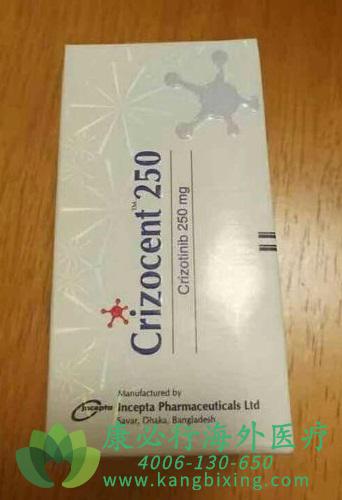 Crizocent™ 250
Crizotinib 250 mg
Manufactured by
Incepta Incepta Pharmaceuticals Ltd
Savar, Dhaka, Bangladesh
康必行海外医疗
4006-130-650
www.kangbixing.com